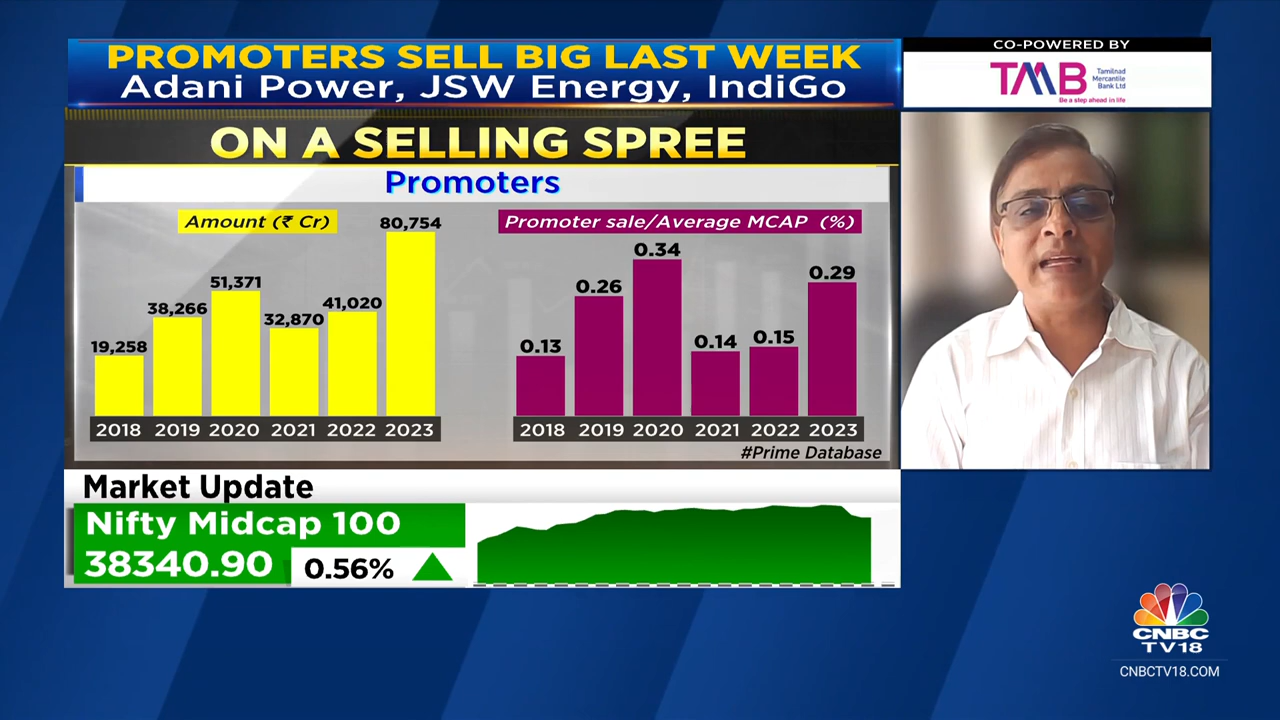 PROMOTERS SELL BIG LAST WEEK
Adani Power, JSW Energy, IndiGo
CO-POWERED BY
TMB
Tamilnad
Mercantile
Bank Ltd
Be a step ahead in life
ON A SELLING SPREE
Promoters
Amount (₹ Cr)
19,258
38,266
51,371
32,870
41,020
80,754
2018 2019 2020 2021 2022 2023
Promoter sale/Average MCAP (%)
0.13
0.26
0.34
0.14
0.15
0.29
2018 2019 2020 2021 2022 2023
#Prime Database
Market Update
Nifty Midcap 100
38340.90 0.56%
CNBC
TV18
CNBCTV18.COM